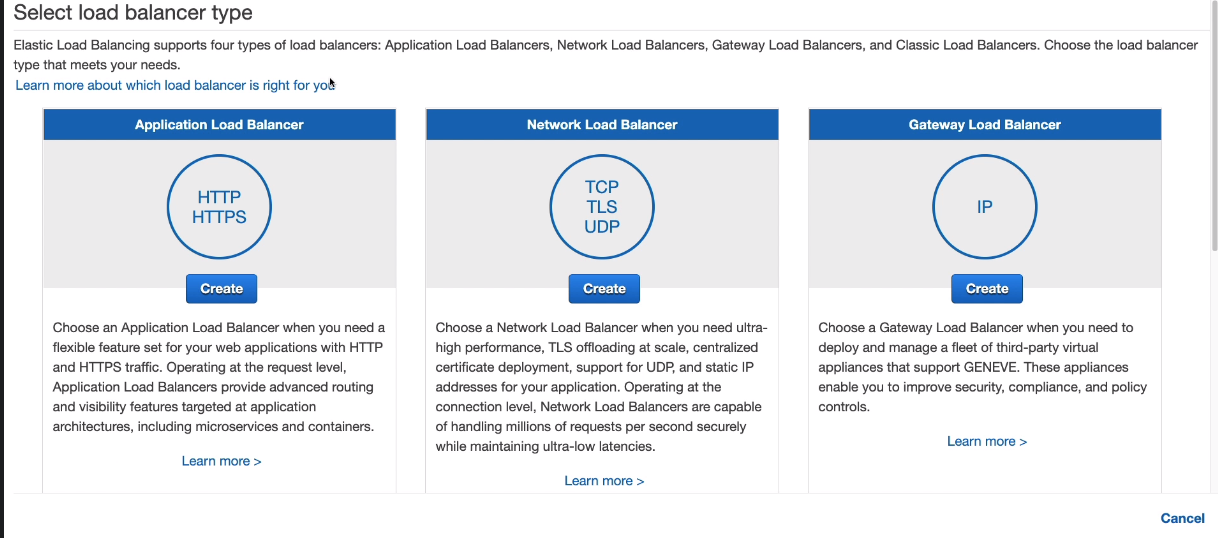 Select load balancer type
Elastic Load Balancing supports four types of load balancers: Application Load Balancers, Network Load Balancers, Gateway Load Balancers, and Classic Load Balancers. Choose the load balancer
type that meets your needs.
Learn more about which load balancer is right for you
Application Load Balancer
HTTP
HTTPS
Create
Choose an Application Load Balancer when you need a
flexible feature set for your web applications with HTTP
and HTTPS traffic. Operating at the request level,
Application Load Balancers provide advanced routing
and visibility features targeted at application
architectures, including microservices and containers.
Learn more >
Network Load Balancer
TCP
TLS
UDP
Create
Choose a Network Load Balancer when you need ultra-
high performance, TLS offloading at scale, centralized
certificate deployment, support for UDP, and static IP
addresses for your application. Operating at the
connection level, Network Load Balancers are capable
of handling millions of requests per second securely
while maintaining ultra-low latencies.
Learn more >
Gateway Load Balancer
IP
Create
Choose a Gateway Load Balancer when you need to
deploy and manage a fleet of third-party virtual
appliances that support GENEVE. These appliances
enable you to improve security, compliance, and policy
controls.
Learn more >
Cancel